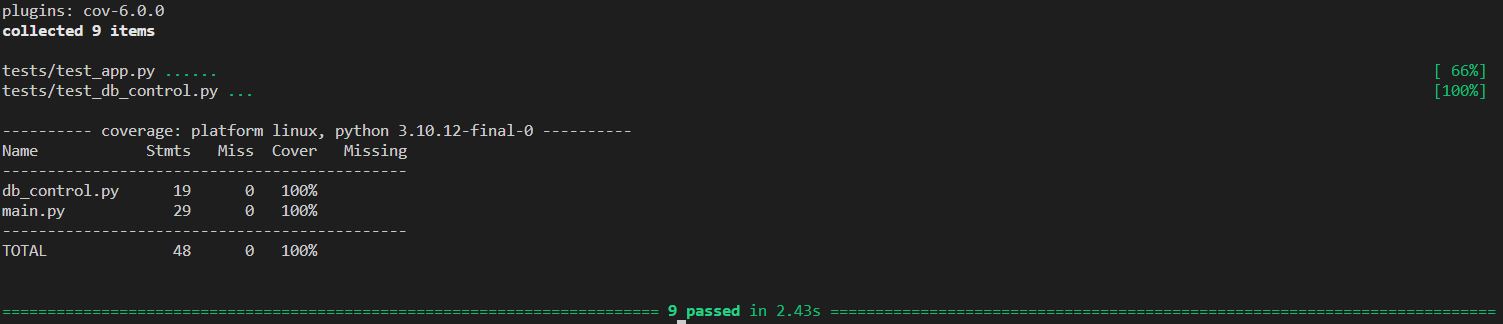 plugins: cov-6.0.0
collected 9 items
tests/test_app.py ...... [ 66%]
tests/test_db_control.py ... [100%]
---------- coverage: platform linux, python 3.10.12-final-0 ----------
Name Stmts Miss Cover Missing
---------------------------------------------
db_control.py 19 0 100%
main.py 29 0 100%
---------------------------------------------
TOTAL 48 0 100%
========================================================================= 9 passed in 2.43s ==========================================================================